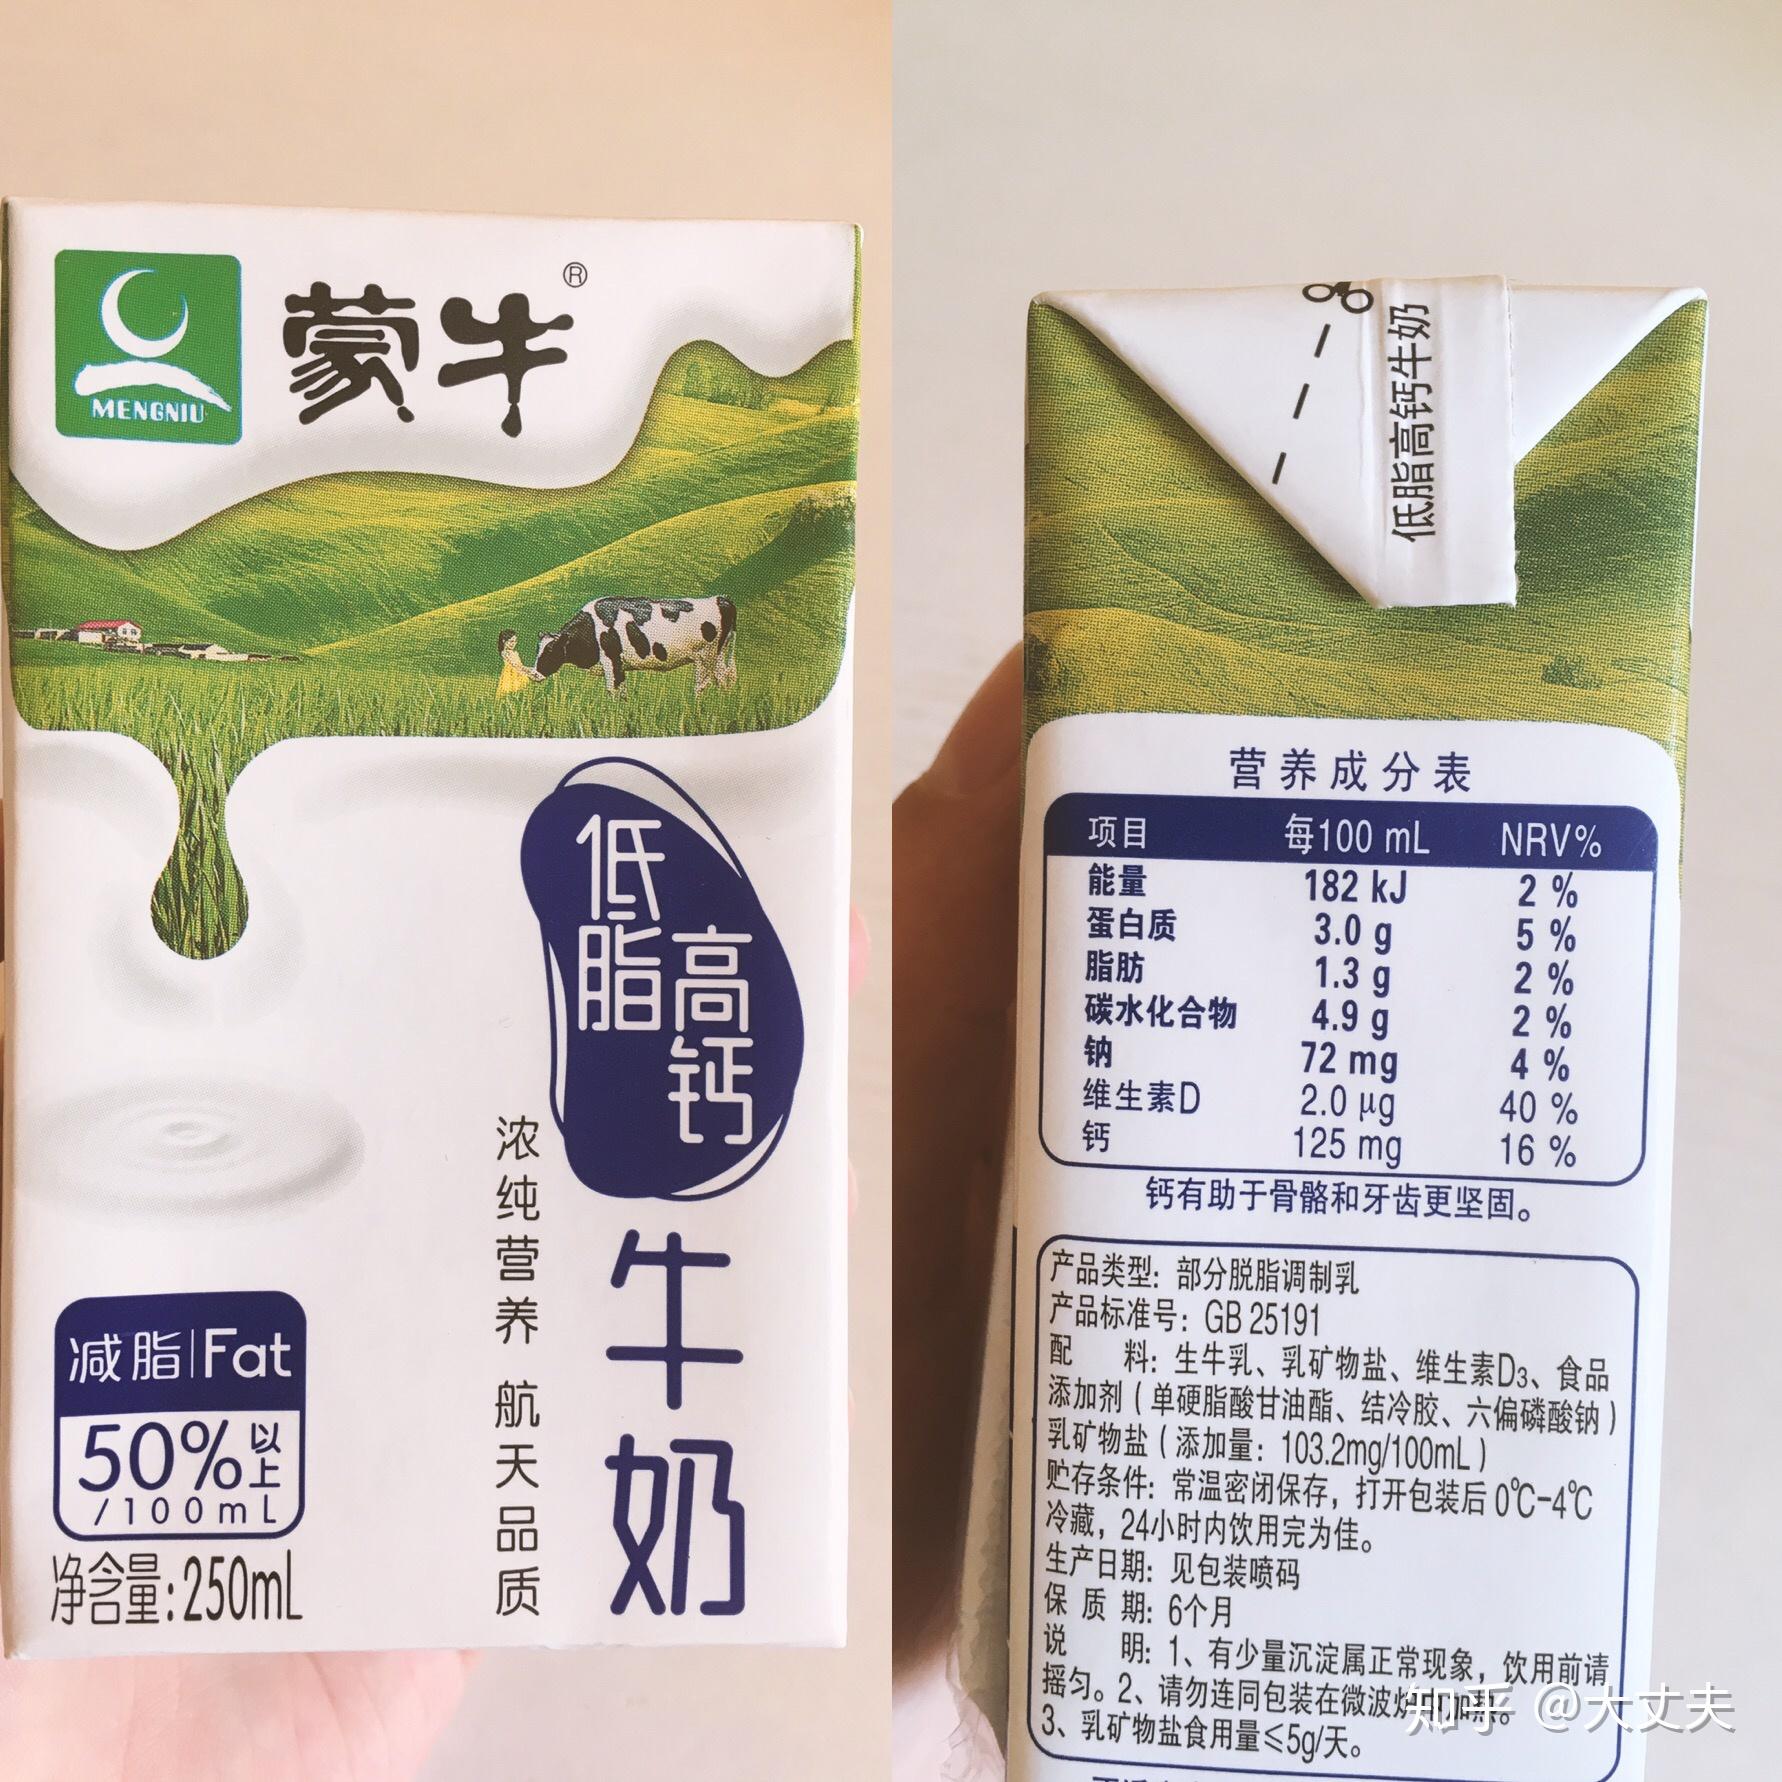 蒙牛®
MENGNIU
低脂
高钙
牛奶
浓纯营养 航天品质
减脂|Fat
50%以上
/100mL
净含量:250mL
低脂高钙牛奶
营养成分表
项目 每100 mL NRV%
能量 182 kJ 2 %
蛋白质 3.0 g 5 %
脂肪 1.3 g 2 %
碳水化合物 4.9 g 2 %
钠 72 mg 4 %
维生素D 2.0 μg 40 %
钙 125 mg 16 %
钙有助于骨骼和牙齿更坚固。
产品类型：部分脱脂调制乳
产品标准号：GB 25191
配 料：生牛乳、乳矿物盐、维生素D₃、食品
添加剂（单硬脂酸甘油酯、结冷胶、六偏磷酸钠）
乳矿物盐（添加量：103.2mg/100mL）
贮存条件：常温密闭保存，打开包装后 0℃-4℃
冷藏，24小时内饮用完为佳。
生产日期：见包装喷码
保 质 期：6个月
说 明：1、有少量沉淀属正常现象，饮用前请
摇匀。2、请勿连同包装在微波炉中加热。
3、乳矿物盐食用量≤5g/天。
知乎 @大丈夫